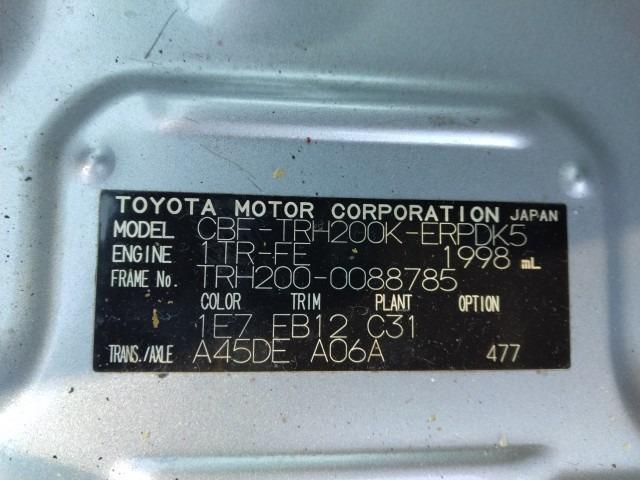 TOYOTA MOTOR CORPORATION JAPAN
MODEL CBF-TRH200K-ERPDK5
ENGINE 1TR-FE 1998 mL
FRAME No. TRH200-0088785
COLOR TRIM PLANT OPTION
1E7 EB12 C31
TRANS./AXLE A45DE A06A 477